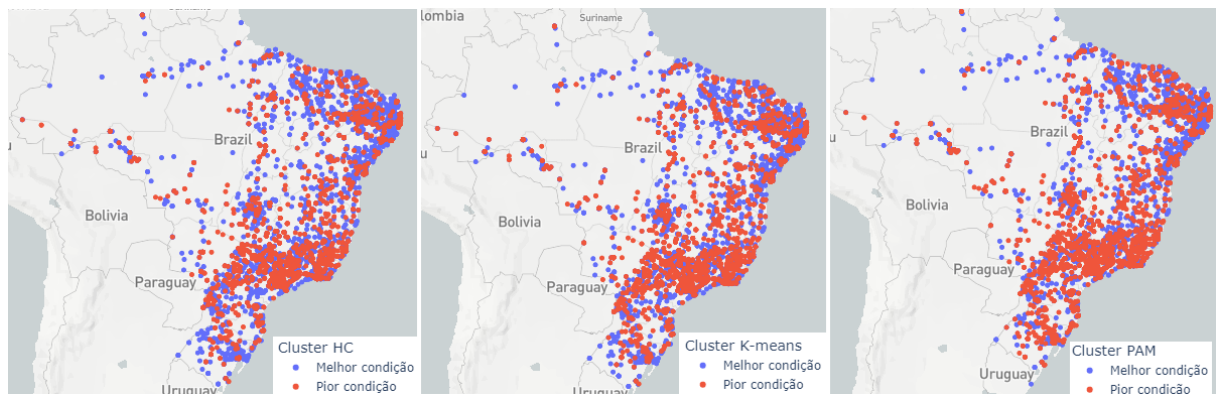 Suriname
Brazil
Bolivia
Paraguay
Uruguay
u
Cluster HC
Melhor condição
Pior condição
olombia
Suriname
Brazil
Bolivia
Paraguay
Uruguay
u
Cluster K-means
Melhor condição
Pior condição
Brazil
Bolivia
Paraguay
Uruguay
u
Cluster PAM
Melhor condição
Pior condição